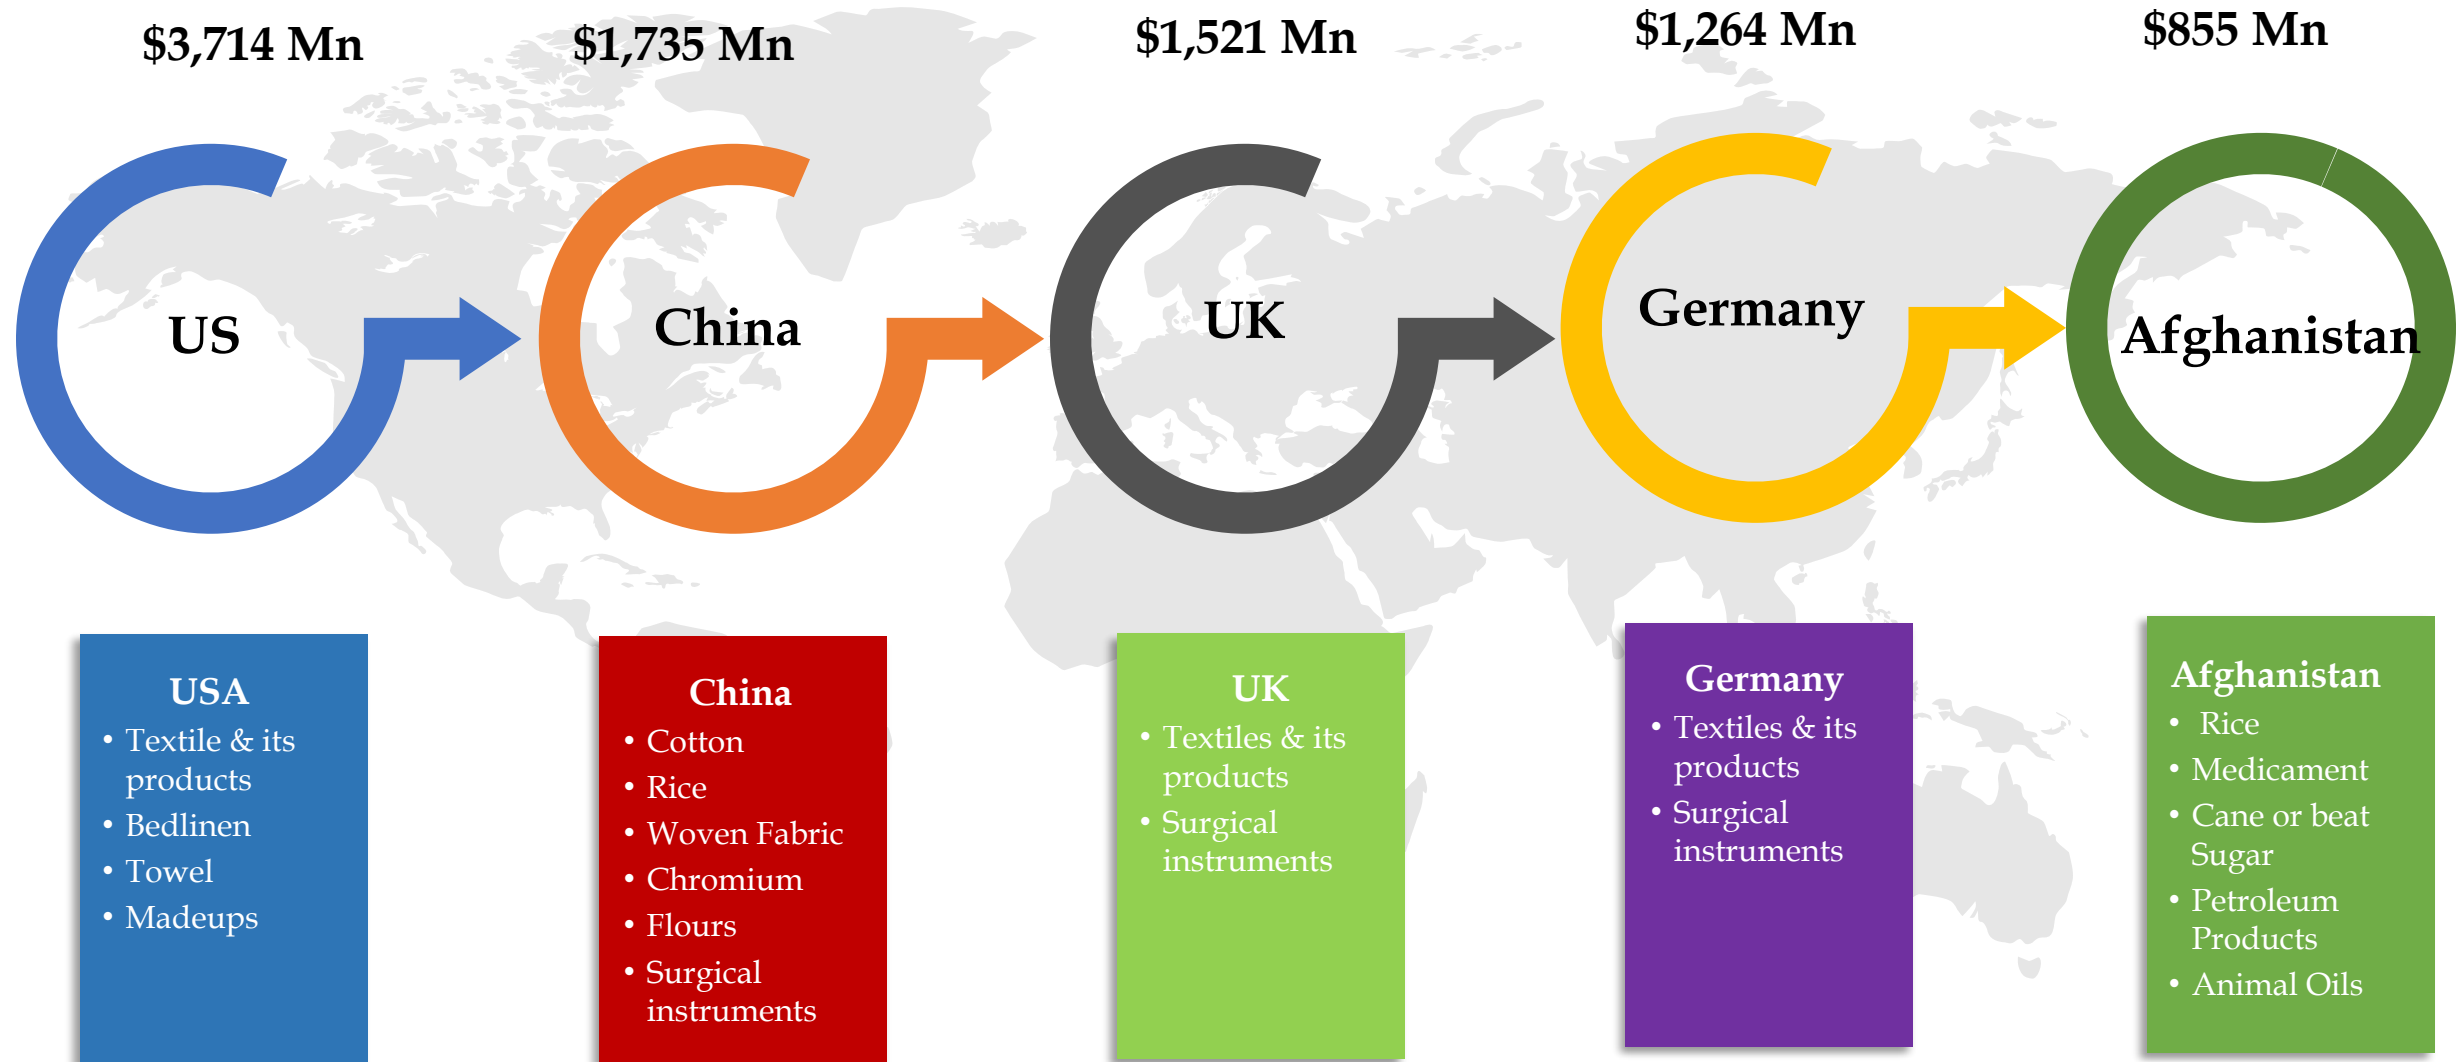 $3,714 Mn
$1,735 Mn
$1,521 Mn
$1,264 Mn
$855 Mn
US
China
UK
Germany
Afghanistan
USA
• Textile & its
products
• Bedlinen
• Towel
• Madeups
China
• Cotton
• Rice
• Woven Fabric
• Chromium
• Flours
• Surgical
instruments
UK
• Textiles & its
products
• Surgical
instruments
Germany
• Textiles & its
products
• Surgical
instruments
Afghanistan
• Rice
• Medicament
• Cane or beat
Sugar
• Petroleum
Products
• Animal Oils